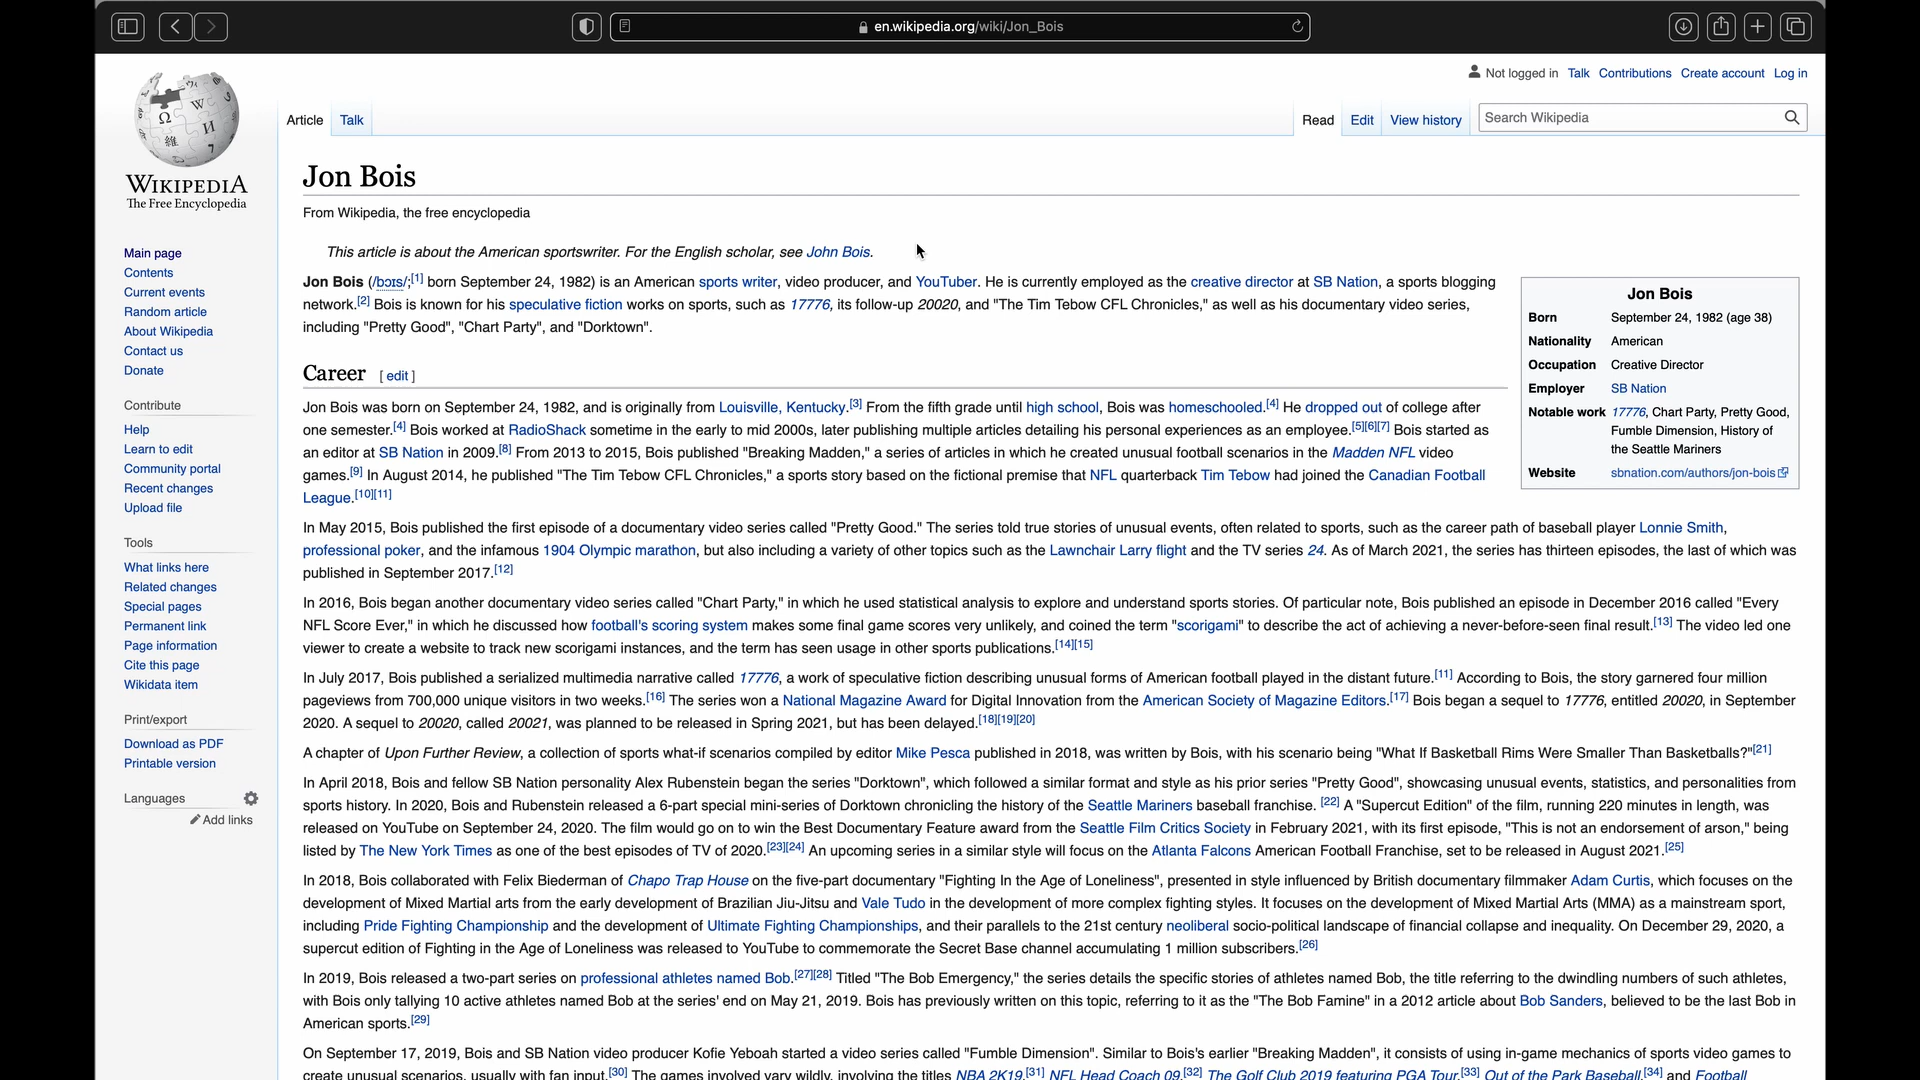 en.wikipedia.org/wiki/Jon_Bois
Not logged in Talk Contributions Create account Log in
Article Talk Read Edit View history Search Wikipedia
WIKIPEDIA
The Free Encyclopedia
Main page
Contents
Current events
Random article
About Wikipedia
Contact us
Donate
Contribute
Help
Learn to edit
Community portal
Recent changes
Upload file
Tools
What links here
Related changes
Special pages
Permanent link
Page information
Cite this page
Wikidata item
Print/export
Download as PDF
Printable version
Languages
Add links
Jon Bois
From Wikipedia, the free encyclopedia
This article is about the American sportswriter. For the English scholar, see John Bois.
Jon Bois (/bɔɪs/;[1] born September 24, 1982) is an American sports writer, video producer, and YouTuber. He is currently employed as the creative director at SB Nation, a sports blogging
network.[2] Bois is known for his speculative fiction works on sports, such as 17776, its follow-up 20020, and "The Tim Tebow CFL Chronicles," as well as his documentary video series,
including "Pretty Good", "Chart Party", and "Dorktown".
Jon Bois
Born September 24, 1982 (age 38)
Nationality American
Occupation Creative Director
Employer SB Nation
Notable work 17776, Chart Party, Pretty Good,
Fumble Dimension, History of
the Seattle Mariners
Website sbnation.com/authors/jon-bois
Career [ edit ]
Jon Bois was born on September 24, 1982, and is originally from Louisville, Kentucky.[3] From the fifth grade until high school, Bois was homeschooled.[4] He dropped out of college after
one semester.[4] Bois worked at RadioShack sometime in the early to mid 2000s, later publishing multiple articles detailing his personal experiences as an employee.[5][6][7] Bois started as
an editor at SB Nation in 2009.[8] From 2013 to 2015, Bois published "Breaking Madden," a series of articles in which he created unusual football scenarios in the Madden NFL video
games.[9] In August 2014, he published "The Tim Tebow CFL Chronicles," a sports story based on the fictional premise that NFL quarterback Tim Tebow had joined the Canadian Football
League.[10][11]
In May 2015, Bois published the first episode of a documentary video series called "Pretty Good." The series told true stories of unusual events, often related to sports, such as the career path of baseball player Lonnie Smith,
professional poker, and the infamous 1904 Olympic marathon, but also including a variety of other topics such as the Lawnchair Larry flight and the TV series 24. As of March 2021, the series has thirteen episodes, the last of which was
published in September 2017.[12]
In 2016, Bois began another documentary video series called "Chart Party," in which he used statistical analysis to explore and understand sports stories. Of particular note, Bois published an episode in December 2016 called "Every
NFL Score Ever," in which he discussed how football's scoring system makes some final game scores very unlikely, and coined the term "scorigami" to describe the act of achieving a never-before-seen final result.[13] The video led one
viewer to create a website to track new scorigami instances, and the term has seen usage in other sports publications.[14][15]
In July 2017, Bois published a serialized multimedia narrative called 17776, a work of speculative fiction describing unusual forms of American football played in the distant future.[11] According to Bois, the story garnered four million
pageviews from 700,000 unique visitors in two weeks.[16] The series won a National Magazine Award for Digital Innovation from the American Society of Magazine Editors.[17] Bois began a sequel to 17776, entitled 20020, in September
2020. A sequel to 20020, called 20021, was planned to be released in Spring 2021, but has been delayed.[18][19][20]
A chapter of Upon Further Review, a collection of sports what-if scenarios compiled by editor Mike Pesca published in 2018, was written by Bois, with his scenario being "What If Basketball Rims Were Smaller Than Basketballs?"[21]
In April 2018, Bois and fellow SB Nation personality Alex Rubenstein began the series "Dorktown", which followed a similar format and style as his prior series "Pretty Good", showcasing unusual events, statistics, and personalities from
sports history. In 2020, Bois and Rubenstein released a 6-part special mini-series of Dorktown chronicling the history of the Seattle Mariners baseball franchise. [22] A "Supercut Edition" of the film, running 220 minutes in length, was
released on YouTube on September 24, 2020. The film would go on to win the Best Documentary Feature award from the Seattle Film Critics Society in February 2021, with its first episode, "This is not an endorsement of arson," being
listed by The New York Times as one of the best episodes of TV of 2020.[23][24] An upcoming series in a similar style will focus on the Atlanta Falcons American Football Franchise, set to be released in August 2021.[25]
In 2018, Bois collaborated with Felix Biederman of Chapo Trap House on the five-part documentary "Fighting In the Age of Loneliness", presented in style influenced by British documentary filmmaker Adam Curtis, which focuses on the
development of Mixed Martial arts from the early development of Brazilian Jiu-Jitsu and Vale Tudo in the development of more complex fighting styles. It focuses on the development of Mixed Martial Arts (MMA) as a mainstream sport,
including Pride Fighting Championship and the development of Ultimate Fighting Championships, and their parallels to the 21st century neoliberal socio-political landscape of financial collapse and inequality. On December 29, 2020, a
supercut edition of Fighting in the Age of Loneliness was released to YouTube to commemorate the Secret Base channel accumulating 1 million subscribers.[26]
In 2019, Bois released a two-part series on professional athletes named Bob.[27][28] Titled "The Bob Emergency," the series details the specific stories of athletes named Bob, the title referring to the dwindling numbers of such athletes,
with Bois only tallying 10 active athletes named Bob at the series' end on May 21, 2019. Bois has previously written on this topic, referring to it as the "The Bob Famine" in a 2012 article about Bob Sanders, believed to be the last Bob in
American sports.[29]
On September 17, 2019, Bois and SB Nation video producer Kofie Yeboah started a video series called "Fumble Dimension". Similar to Bois's earlier "Breaking Madden", it consists of using in-game mechanics of sports video games to
create unusual scenarios, usually with fan input.[30] The games involved vary wildly, involving the titles NBA 2K19,[31] NFL Head Coach 09,[32] The Golf Club 2019 featuring PGA Tour,[33] Out of the Park Baseball,[34] and Football